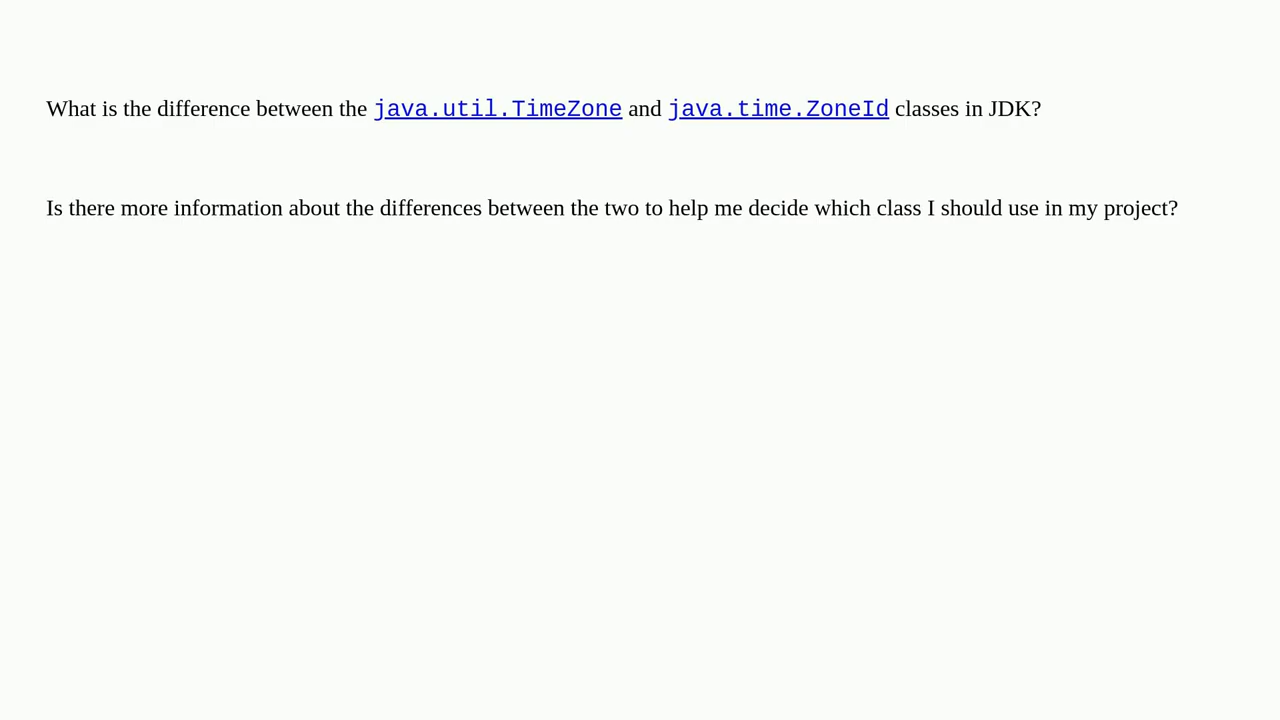 What is the difference between the java.util.TimeZone and java.time.ZoneId classes in JDK?
Is there more information about the differences between the two to help me decide which class I should use in my project?